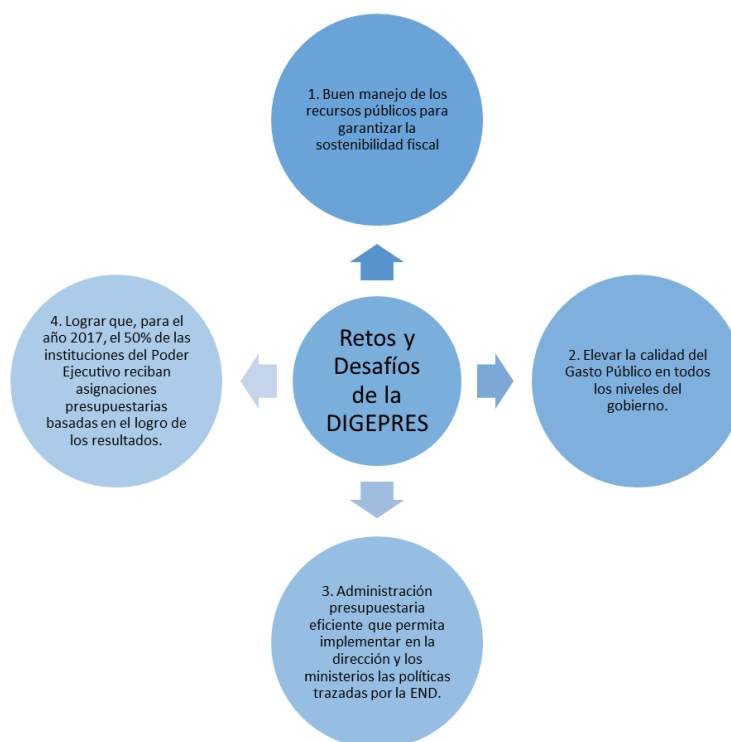 1. Buen manejo de los
recursos públicos para
garantizar la
sostenibilidad fiscal
Retos y
Desafíos
de la
DIGEPRES
2. Elevar la calidad del
Gasto Público en todos
los niveles del
gobierno.
3. Administración
presupuestaria
eficiente que permita
implementar en la
dirección y los
ministerios las políticas
trazadas por la END.
4. Lograr que, para el
año 2017, el 50% de las
instituciones del Poder
Ejecutivo reciban
asignaciones
presupuestarias
basadas en el logro de
los resultados.